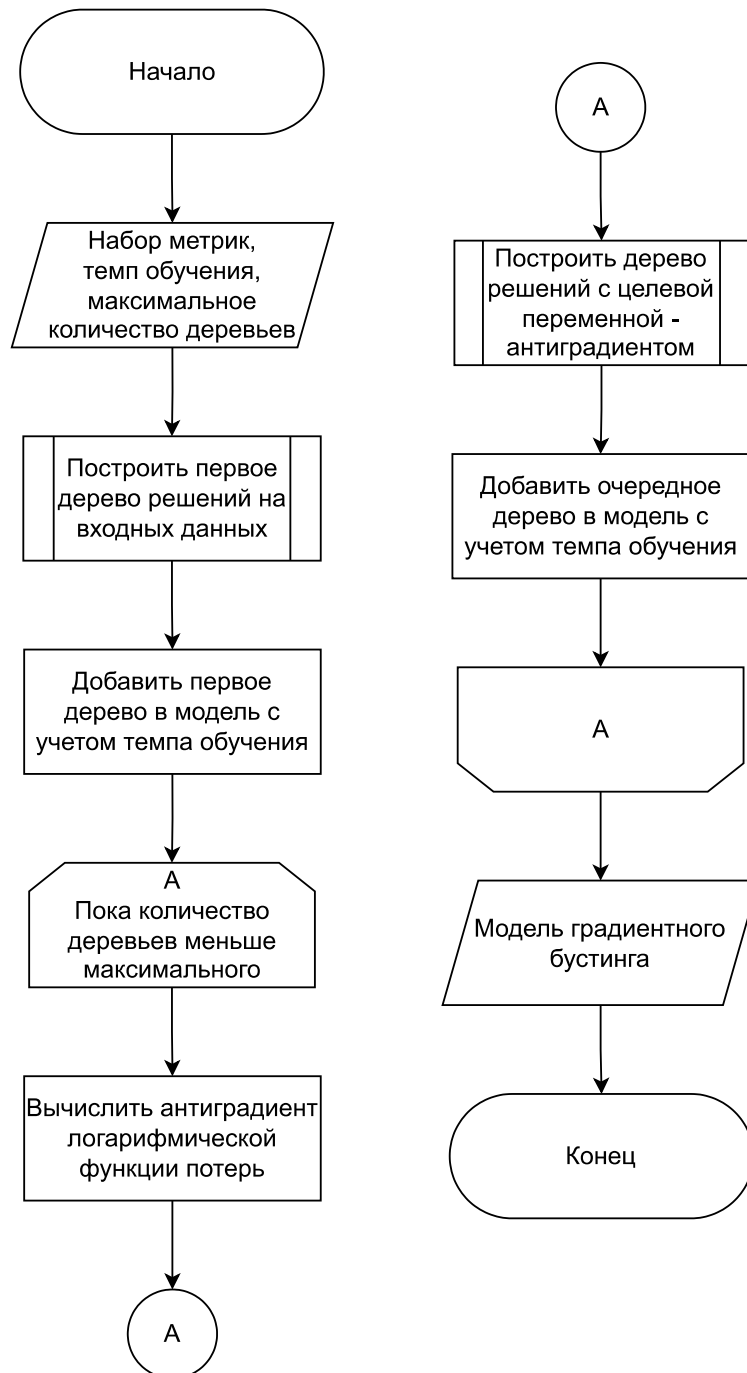 Начало
Набор метрик,
темп обучения,
максимальное
количество деревьев
Построить первое
дерево решений на
входных данных
Добавить первое
дерево в модель с
учетом темпа обучения
А
Пока количество
деревьев меньше
максимального
Вычислить антиградиент
логарифмической
функции потерь
А
А
Построить дерево
решений с целевой
переменной -
антиградиентом
Добавить очередное
дерево в модель с
учетом темпа обучения
А
Модель градиентного
бустинга
Конец